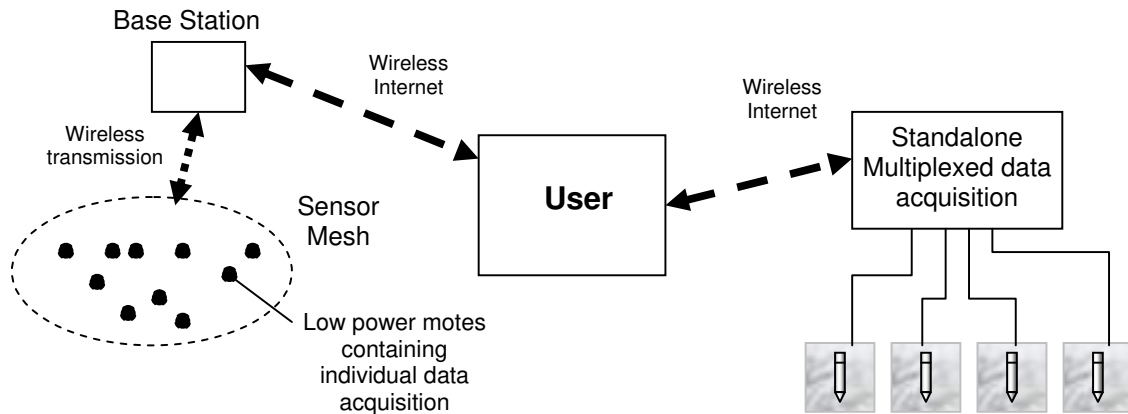 Base Station
Wireless
Internet
Wireless
Internet
Wireless
transmission
User
Standalone
Multiplexed data
acquisition
Sensor
Mesh
Low power motes
containing
individual data
acquisition